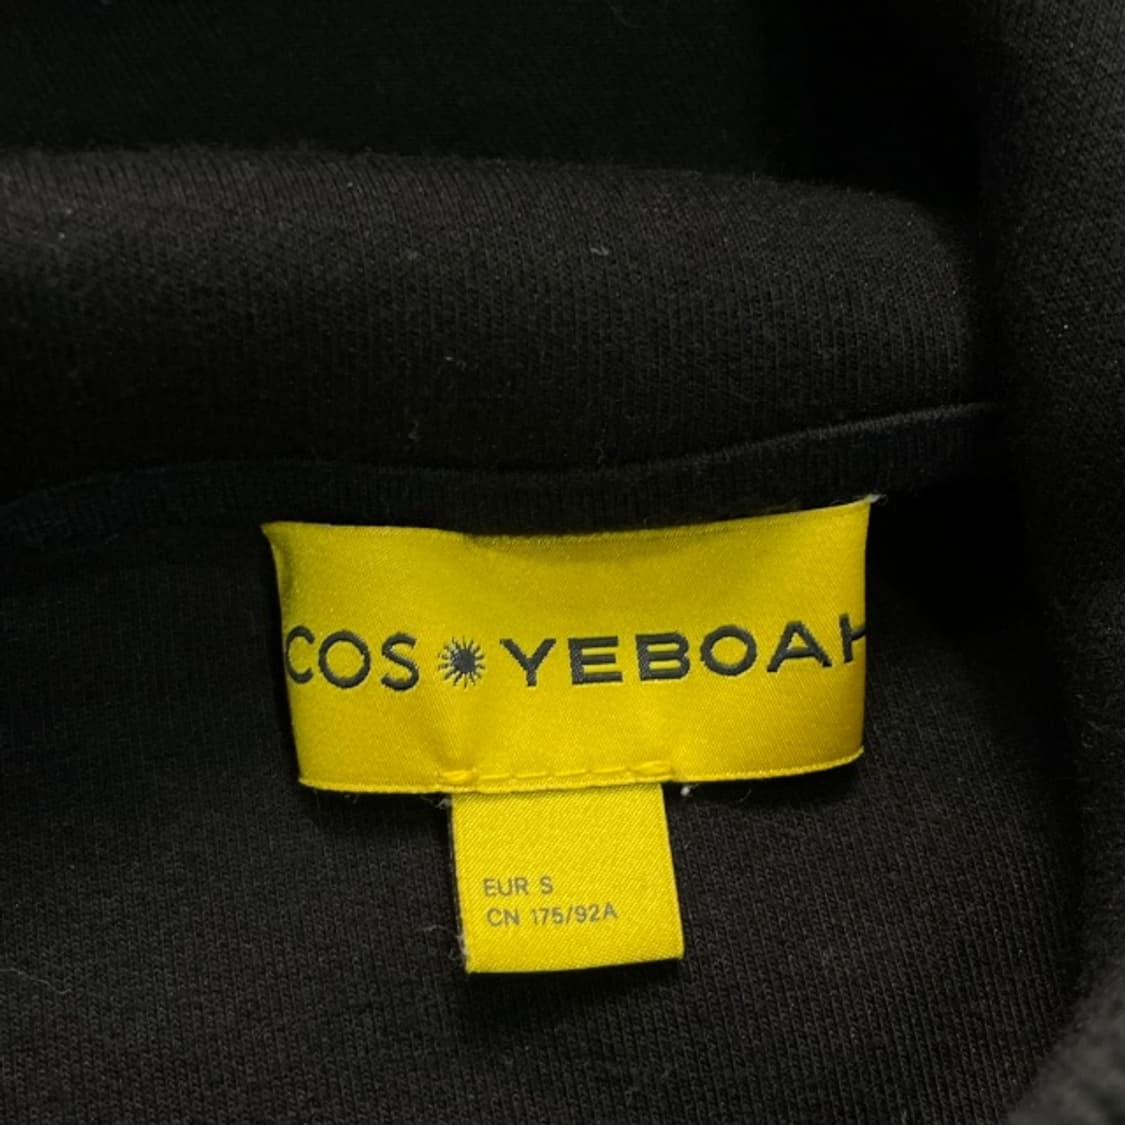 COS YEBOAH
EUR S
CN 175/92A